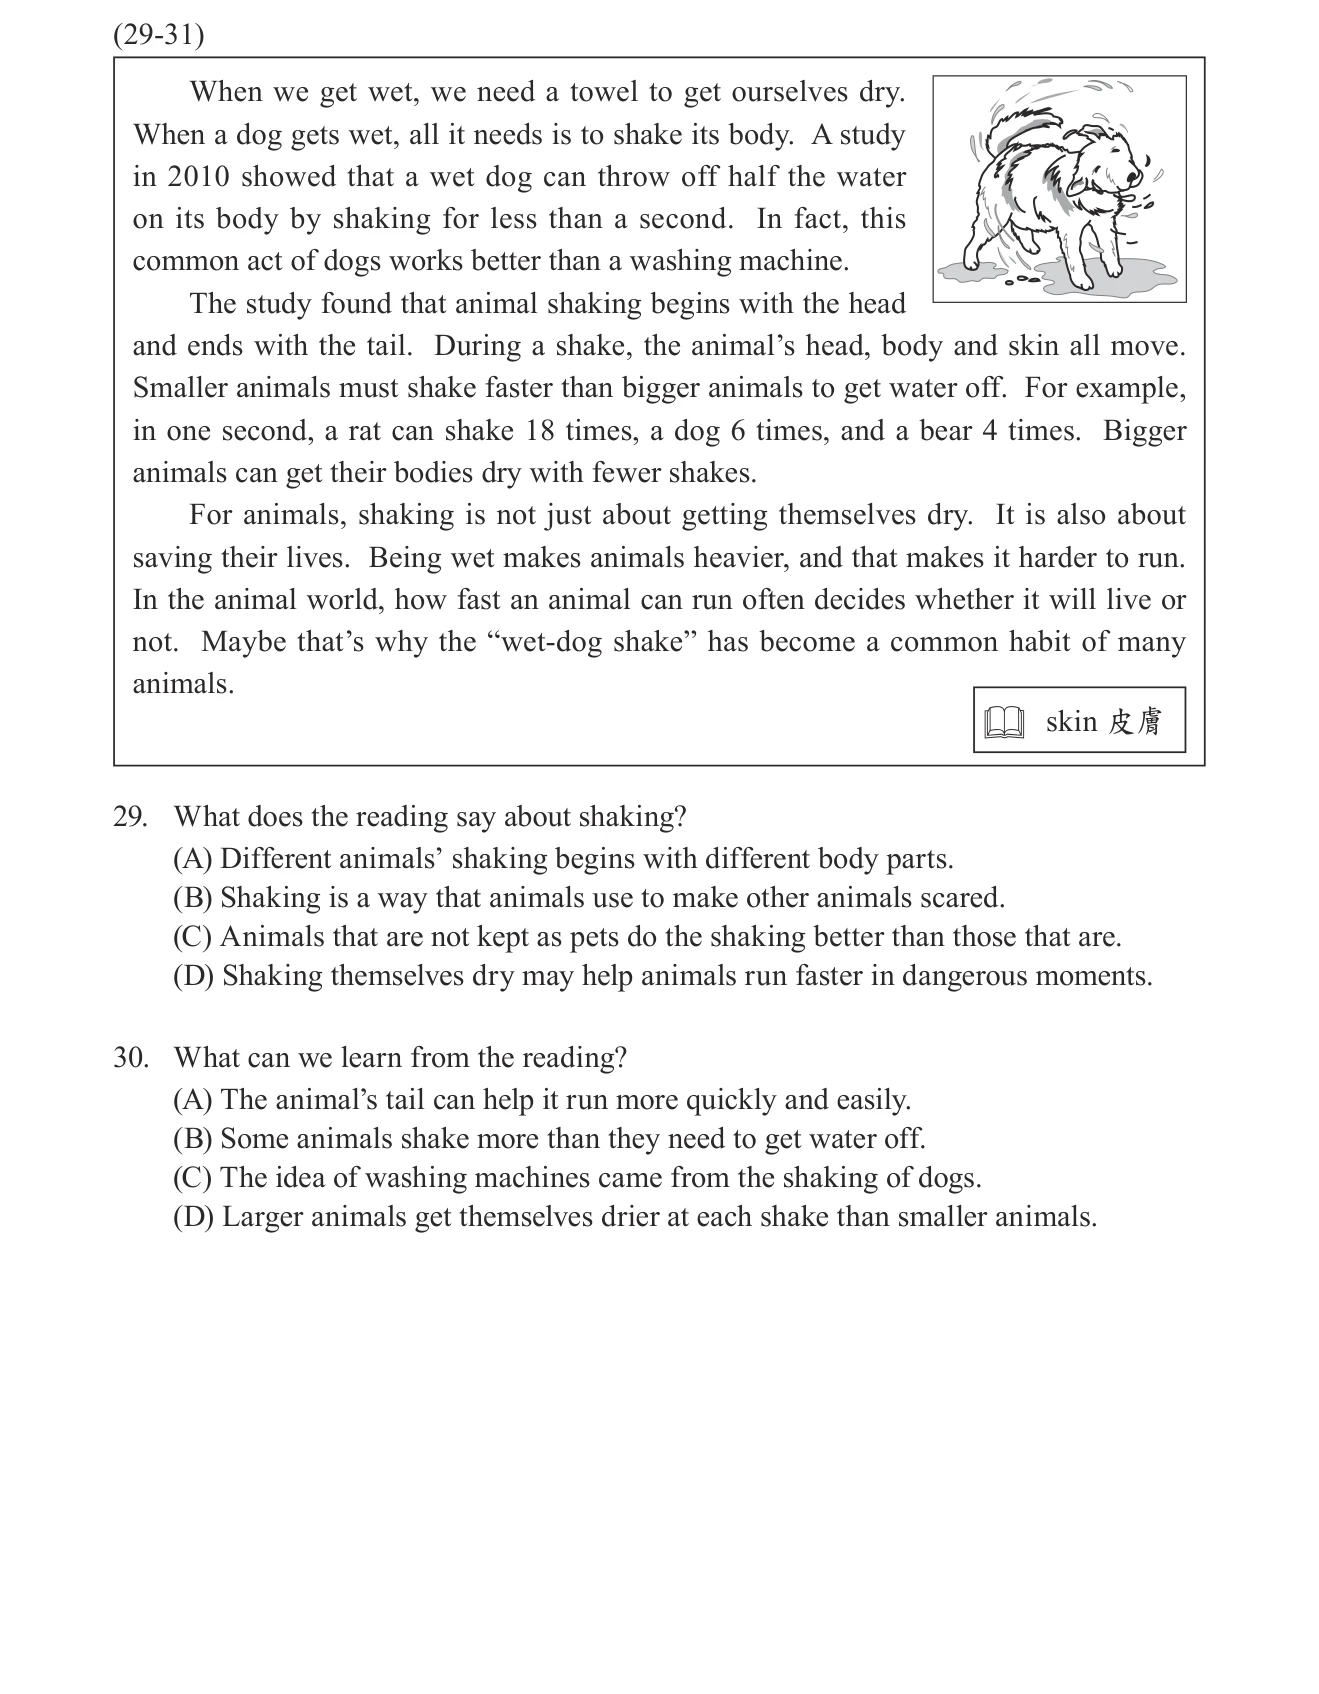 (29-31)
When we get wet, we need a towel to get ourselves dry.
When a dog gets wet, all it needs is to shake its body. A study
in 2010 showed that a wet dog can throw off half the water
on its body by shaking for less than a second. In fact, this
common act of dogs works better than a washing machine.
The study found that animal shaking begins with the head
and ends with the tail. During a shake, the animal’s head, body and skin all move.
Smaller animals must shake faster than bigger animals to get water off. For example,
in one second, a rat can shake 18 times, a dog 6 times, and a bear 4 times. Bigger
animals can get their bodies dry with fewer shakes.
For animals, shaking is not just about getting themselves dry. It is also about
saving their lives. Being wet makes animals heavier, and that makes it harder to run.
In the animal world, how fast an animal can run often decides whether it will live or
not. Maybe that’s why the “wet-dog shake” has become a common habit of many
animals.
skin 皮膚
29. What does the reading say about shaking?
(A) Different animals’ shaking begins with different body parts.
(B) Shaking is a way that animals use to make other animals scared.
(C) Animals that are not kept as pets do the shaking better than those that are.
(D) Shaking themselves dry may help animals run faster in dangerous moments.
30. What can we learn from the reading?
(A) The animal’s tail can help it run more quickly and easily.
(B) Some animals shake more than they need to get water off.
(C) The idea of washing machines came from the shaking of dogs.
(D) Larger animals get themselves drier at each shake than smaller animals.